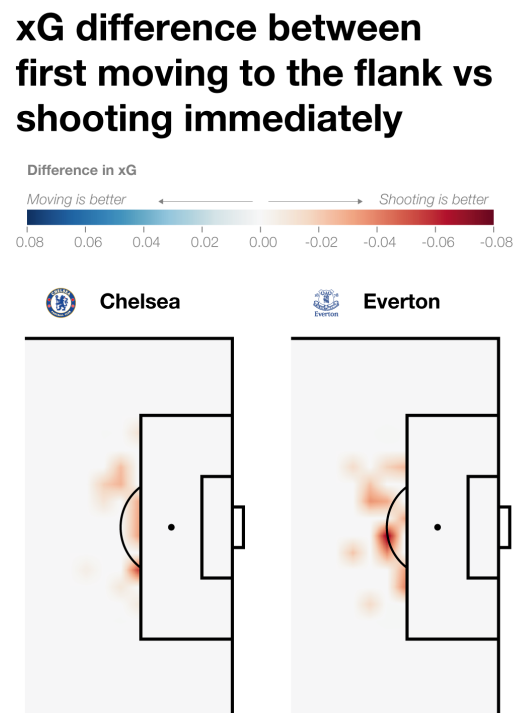 xG difference between
first moving to the flank vs
shooting immediately
Difference in xG
Moving is better
Shooting is better
0.08 0.06 0.04 0.02 0.00 -0.02 -0.04 -0.06 -0.08
Chelsea
Everton
Everton